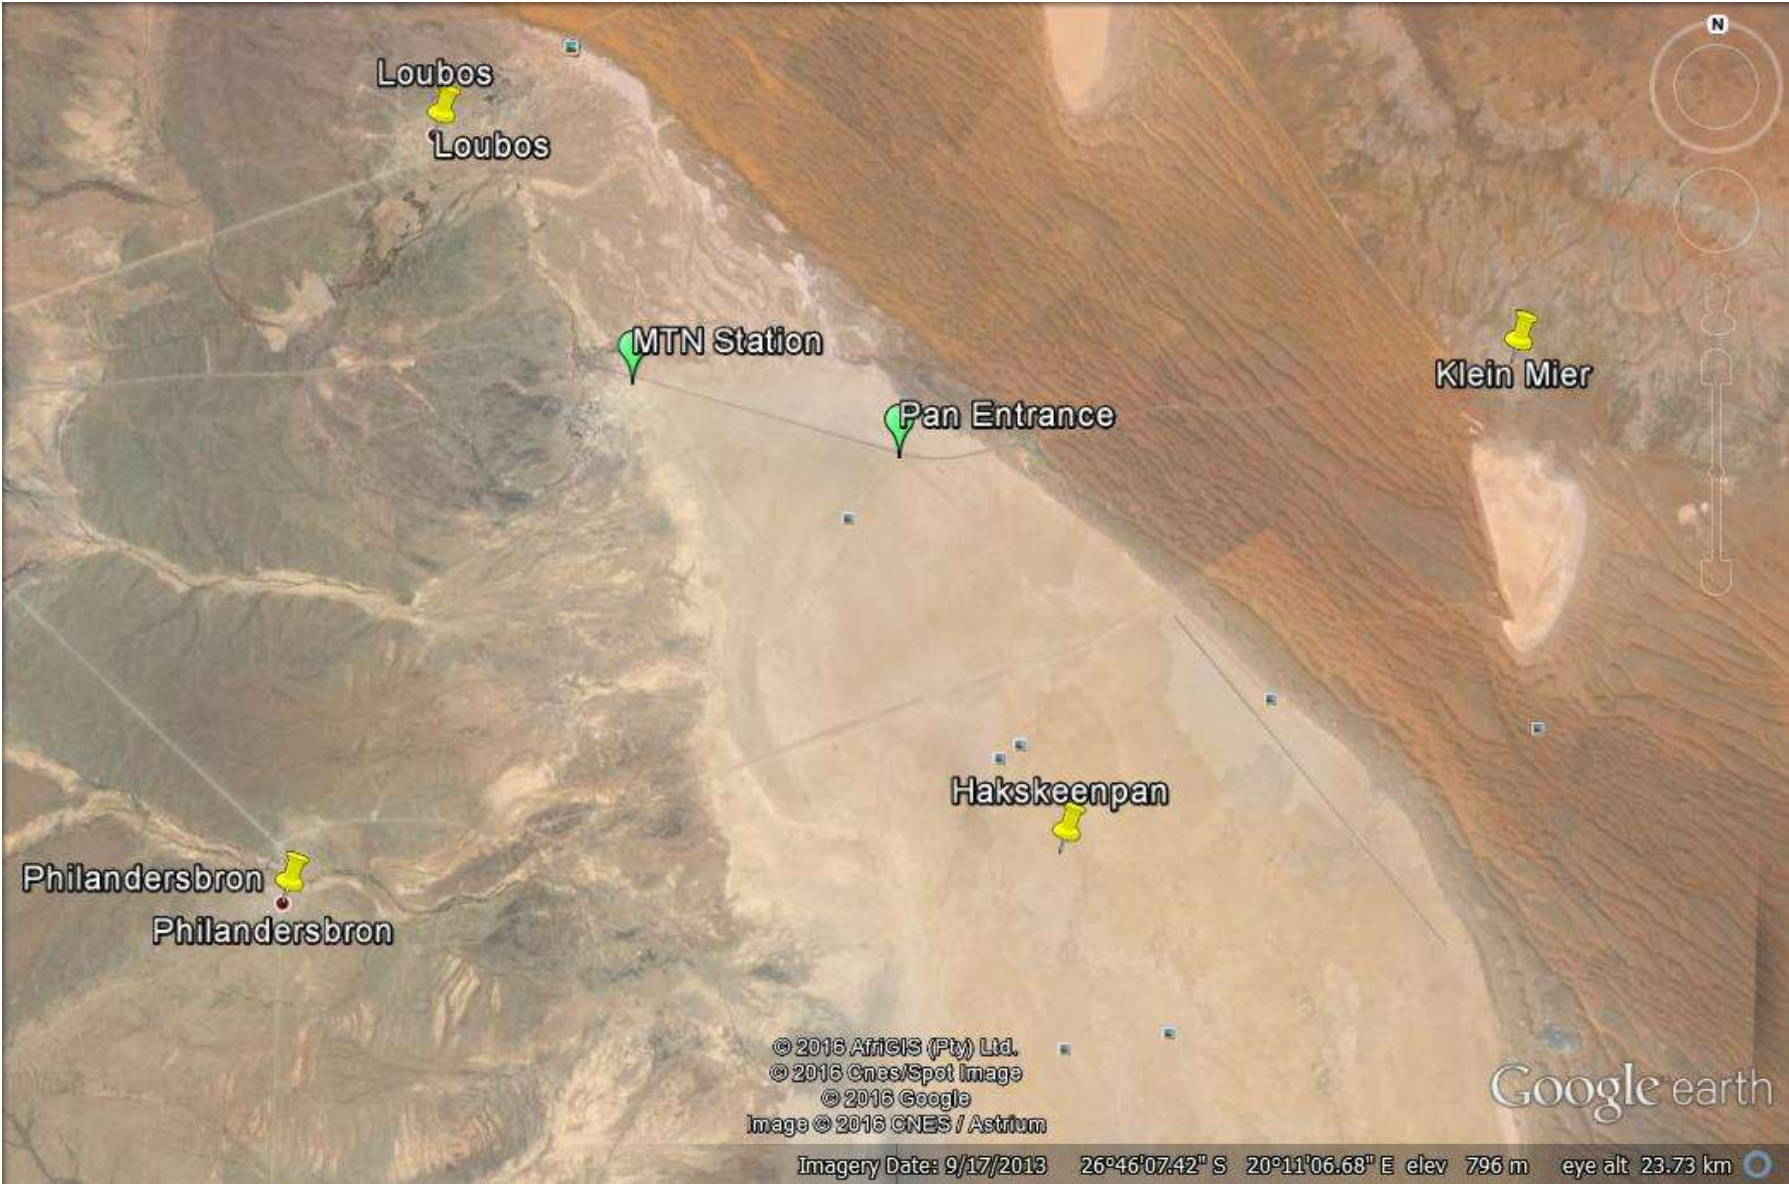 N
Loubos
Loubos
MTN Station
Klein Mier
Pan Entrance
Hakskeenpan
Philandersbron
Philandersbron
© 2016 AfriGIS (Pty) Ltd.
© 2016 Cnes/Spot Image
© 2016 Google
Image © 2016 CNES / Astrium
Google earth
Imagery Date: 9/17/2013 26°46'07.42" S 20°11'06.68" E elev 796 m eye alt 23.73 km